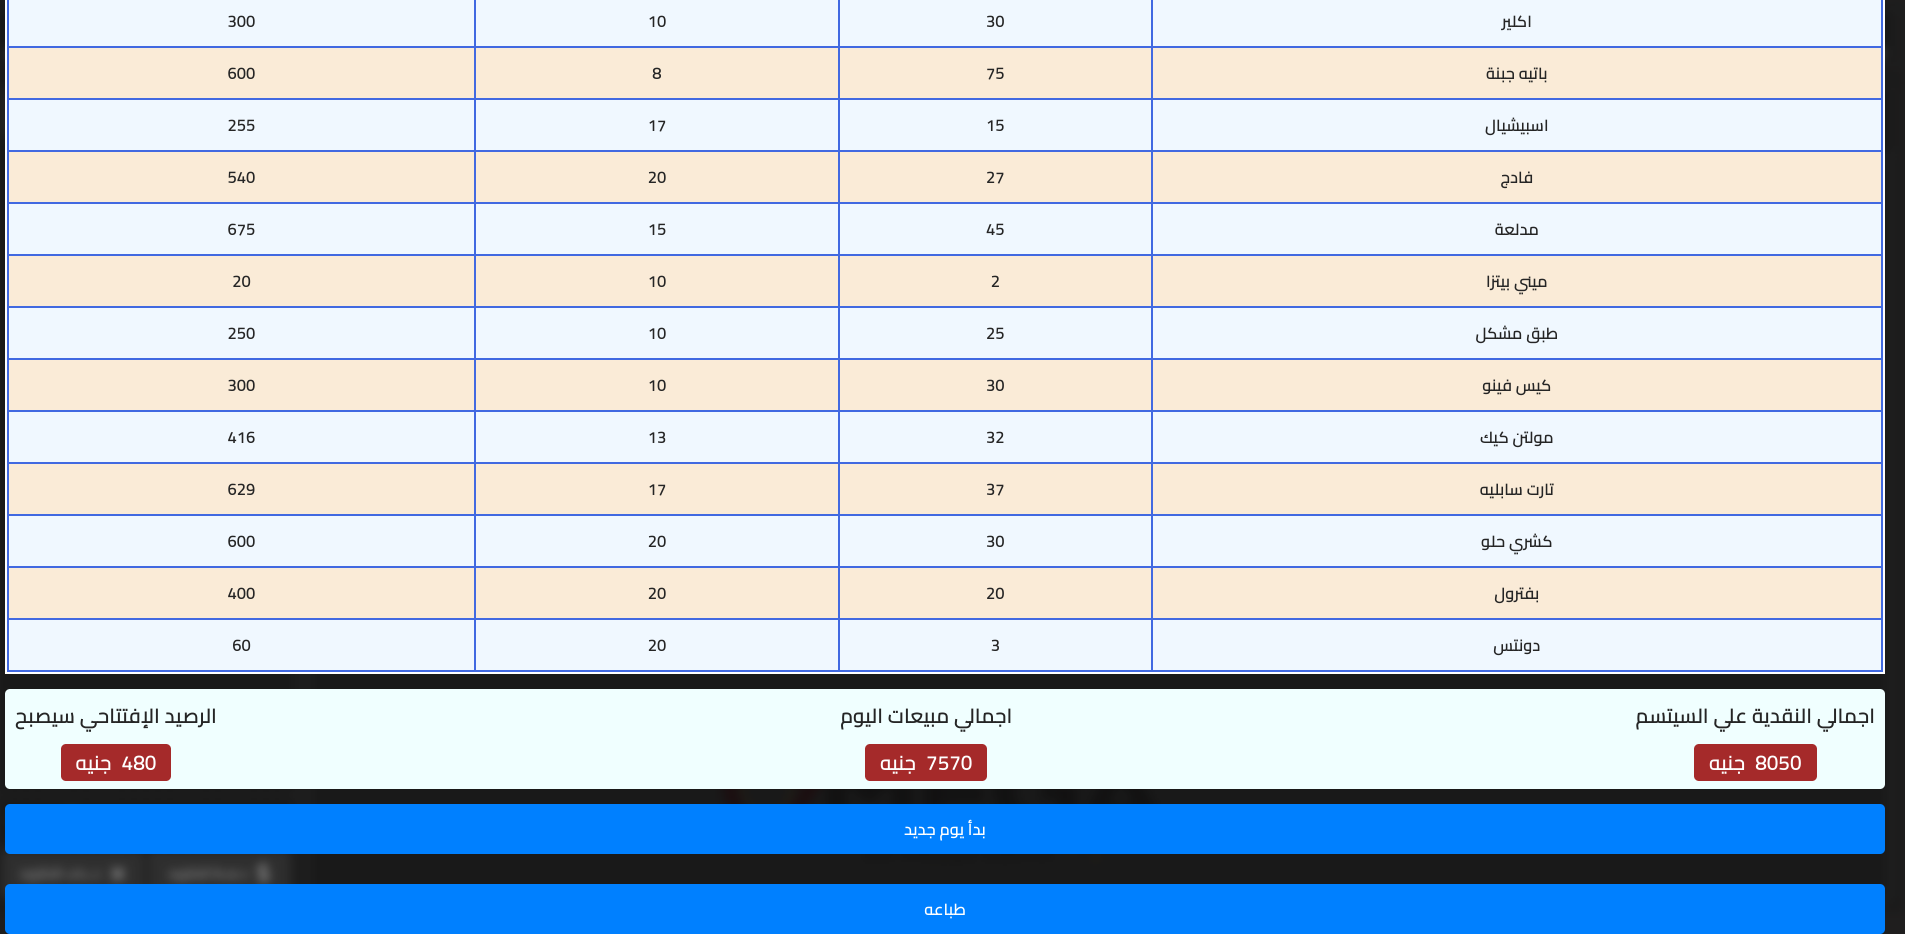 اكلير 30 10 300
باتيه جبنة 75 8 600
اسبيشيال 15 17 255
فادج 27 20 540
مدلعة 45 15 675
ميني بيتزا 2 10 20
طبق مشكل 25 10 250
كيس فينو 30 10 300
مولتن كيك 32 13 416
تارت سابليه 37 17 629
كشري حلو 30 20 600
بفترول 20 20 400
دونتس 3 20 60
اجمالي النقدية علي السيتسم اجمالي مبيعات اليوم الرصيد الإفتتاحي سيصبح
8050 جنيه 7570 جنيه 480 جنيه
بدأ يوم جديد
طباعه